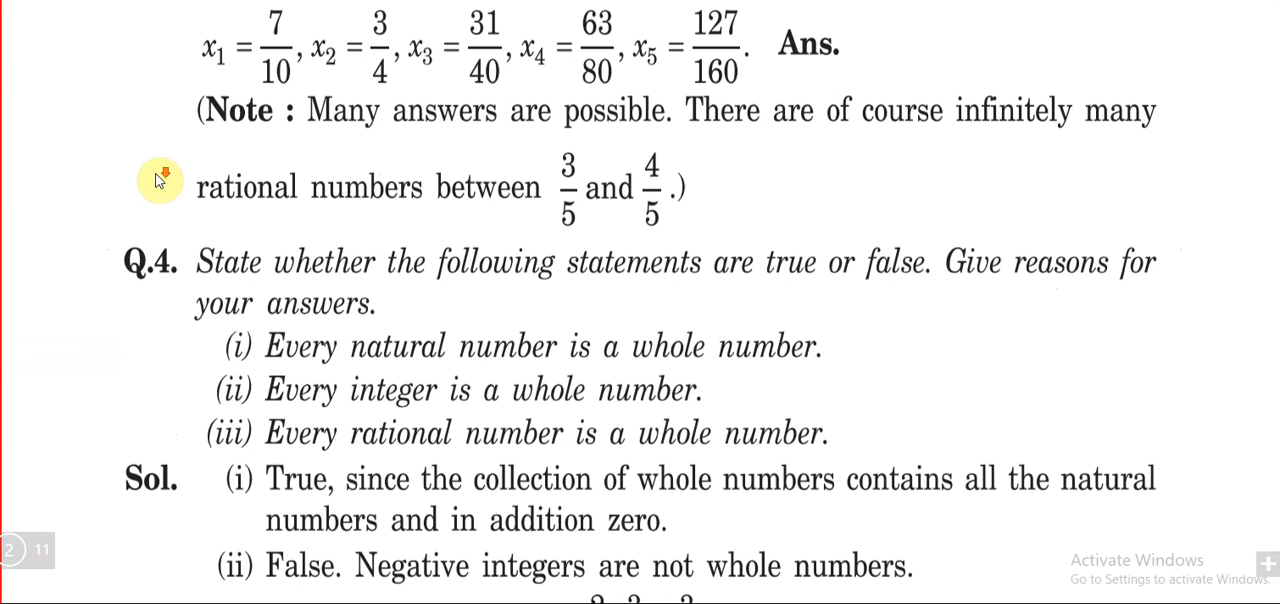 x₁ = 7/10, x₂ = 3/4, x₃ = 31/40, x₄ = 63/80, x₅ = 127/160. Ans.
(Note : Many answers are possible. There are of course infinitely many
rational numbers between 3/5 and 4/5.)
Q.4. State whether the following statements are true or false. Give reasons for
your answers.
(i) Every natural number is a whole number.
(ii) Every integer is a whole number.
(iii) Every rational number is a whole number.
Sol. (i) True, since the collection of whole numbers contains all the natural
numbers and in addition zero.
(ii) False. Negative integers are not whole numbers.
2 11
Activate Windows
Go to Settings to activate Windows.